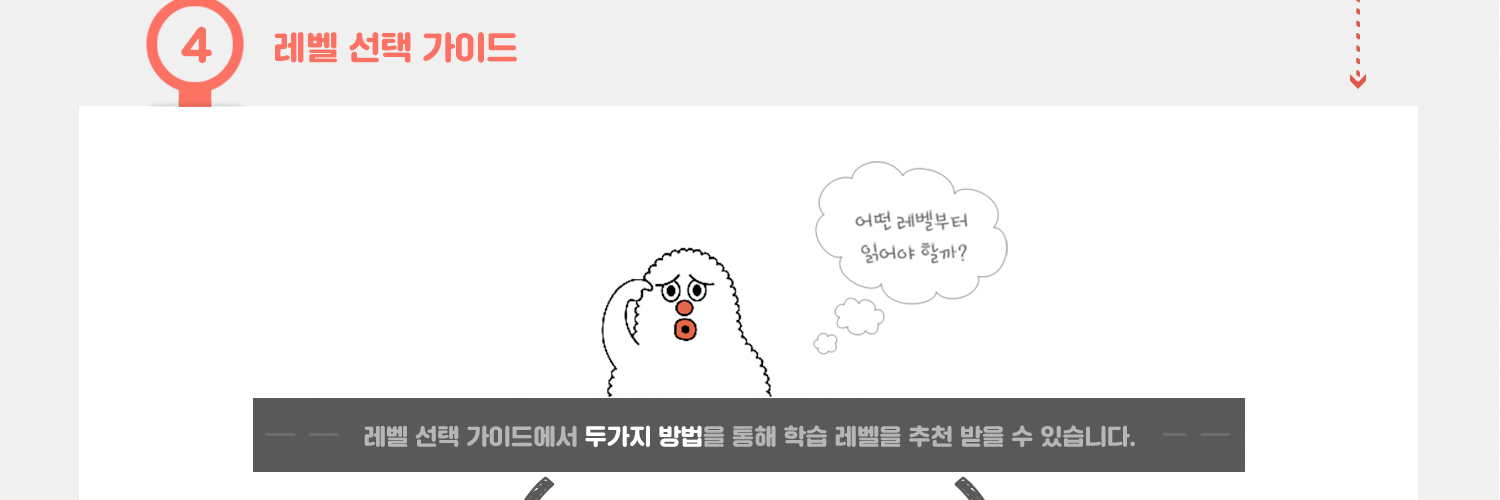 4 레벨 선택 가이드
어떤 레벨부터
읽어야 할까?
레벨 선택 가이드에서 두가지 방법을 통해 학습 레벨을 추천 받을 수 있습니다.